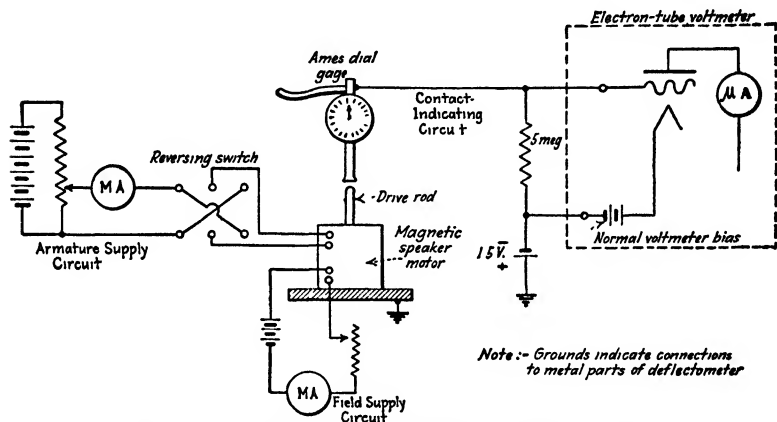 Electron-tube voltmeter
Ames dial
gage
Contact-
Indicating
Circuit
μA
5 meg
Reversing switch
MA
Drive rod
Magnetic
speaker
motor
Armature Supply
Circuit
15 V.
-
+
Normal voltmeter bias
MA
Field Supply
Circuit
Note :- Grounds indicate connections
to metal parts of deflectometer